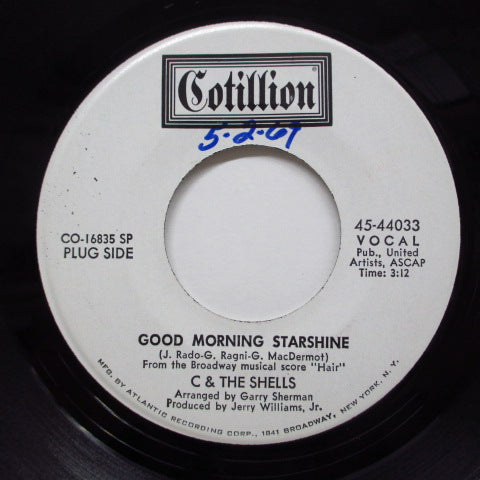 Cotillion
5-2-69
CO-16835 SP
PLUG SIDE
45-44033
VOCAL
Pub., United
Artists, ASCAP
Time: 3:12
GOOD MORNING STARSHINE
(J. Rado-G. Ragni-G. MacDermot)
From the Broadway musical score "Hair"
C & THE SHELLS
Arranged by Garry Sherman
Produced by Jerry Williams, Jr.
MFG. BY ATLANTIC RECORDING CORP., 1841 BROADWAY, NEW YORK, N. Y.